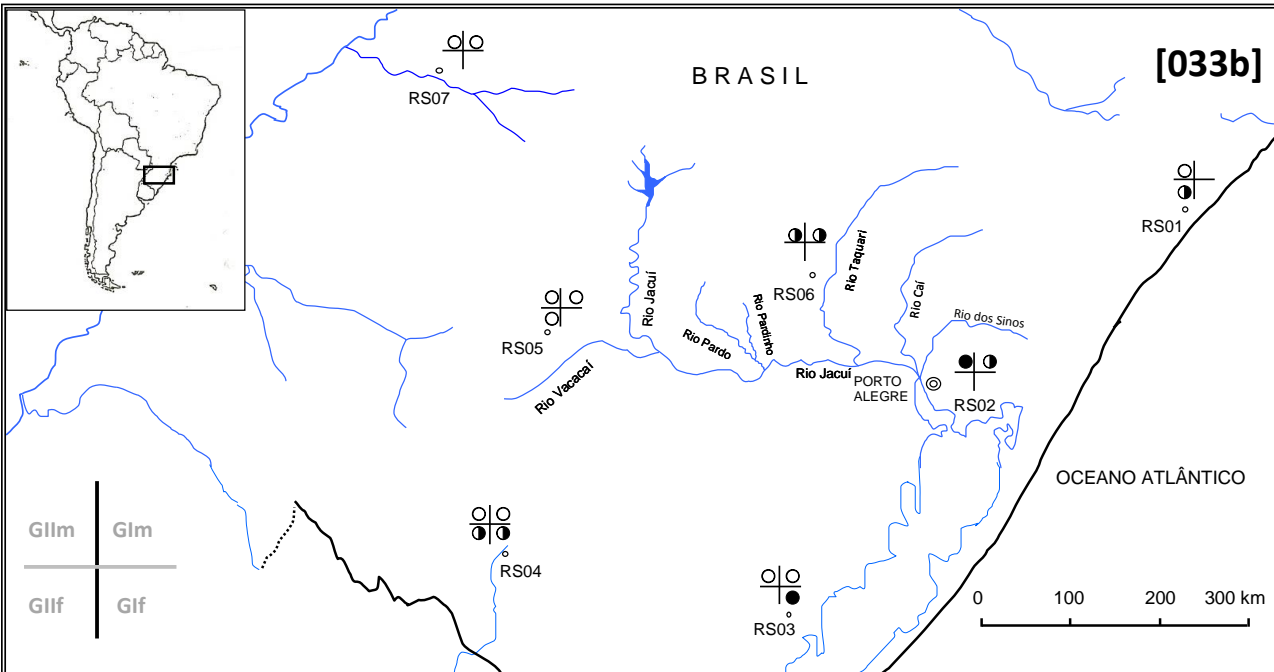 [033b]
BRASIL
RS07
RS01
Rio Taquari
RS06
Rio Caí
Rio Jacuí
Rio dos Sinos
RS05
Rio Pardo
Rio Pardinho
Rio Vacacaí
Rio Jacuí
PORTO
ALEGRE
RS02
OCEANO ATLÂNTICO
GIIm
GIm
GIIf
GIf
RS04
RS03
0 100 200 300 km